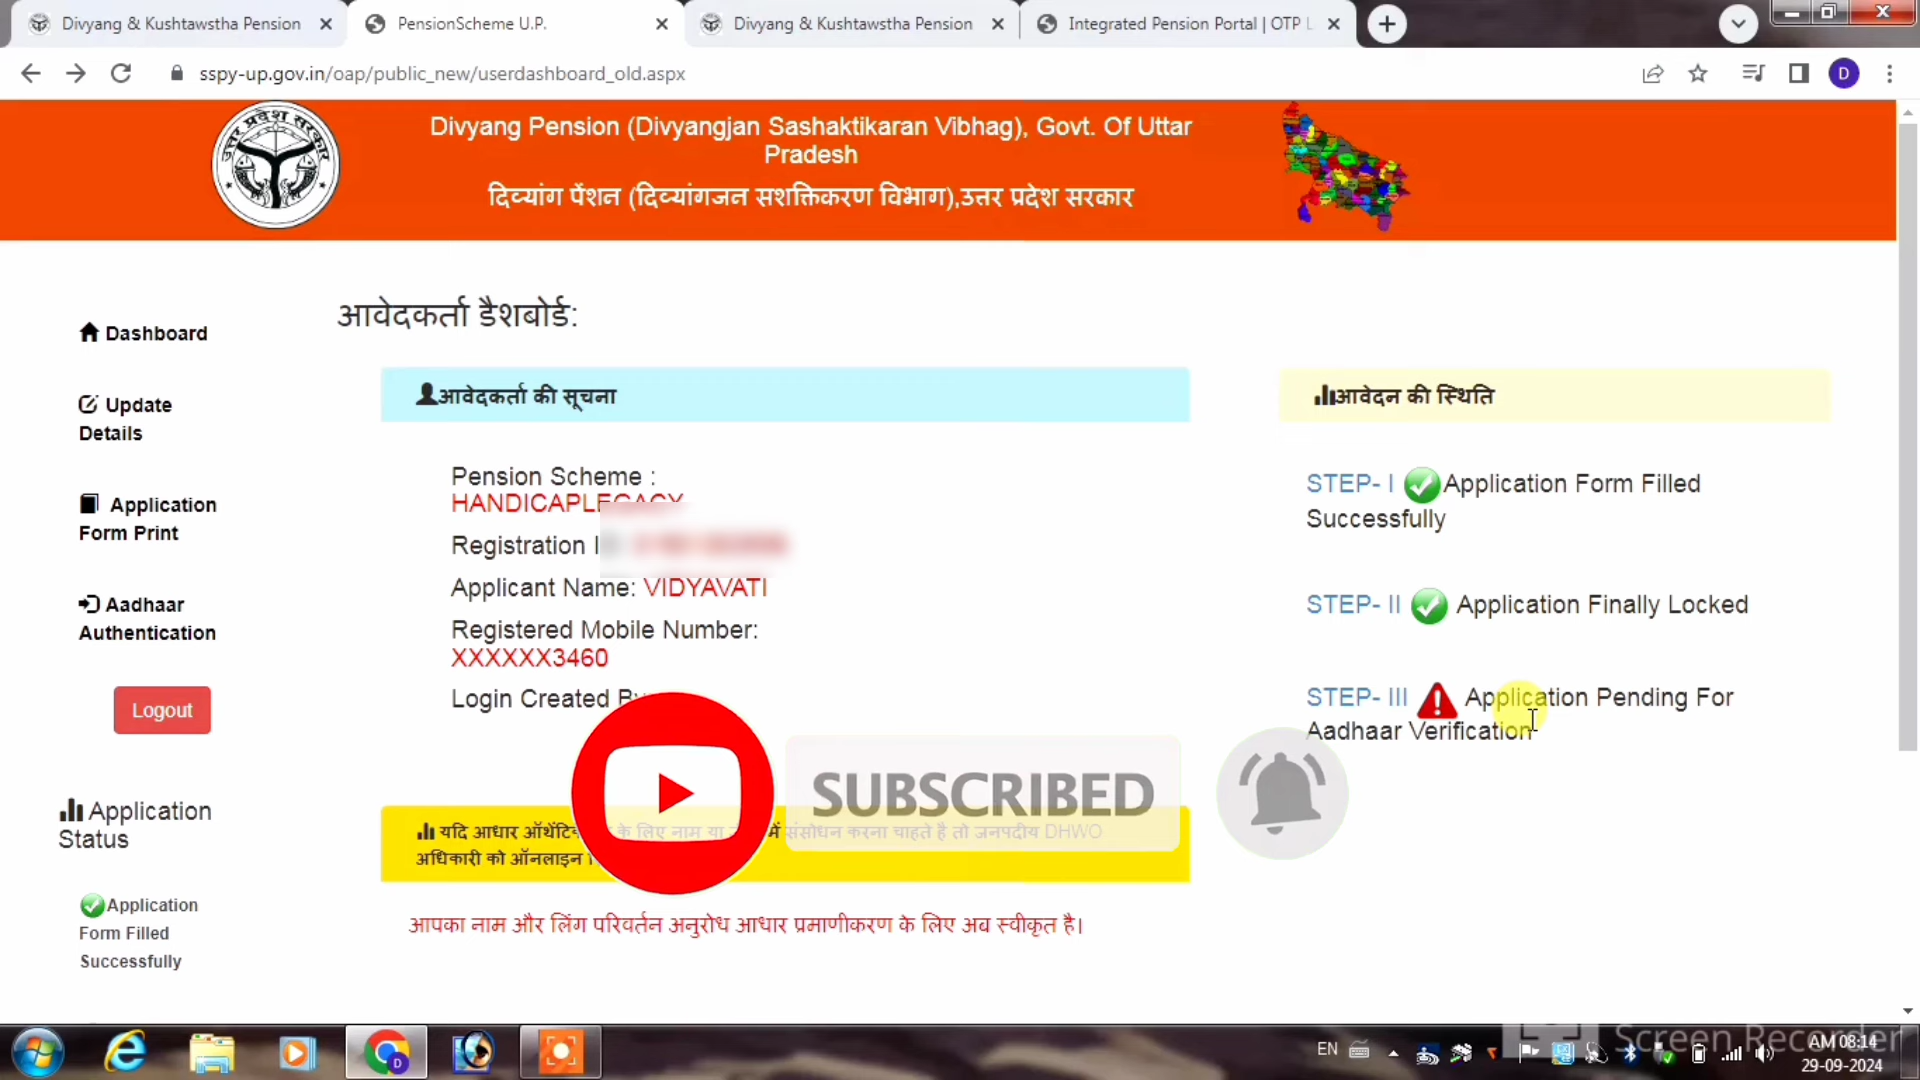 Divyang & Kushtawstha Pension
PensionScheme U.P.
Divyang & Kushtawstha Pension
Integrated Pension Portal | OTP L
sspy-up.gov.in/oap/public_new/userdashboard_old.aspx
D
उत्तर प्रदेश सरकार
Divyang Pension (Divyangjan Sashaktikaran Vibhag), Govt. Of Uttar
Pradesh
दिव्यांग पेंशन (दिव्यांगजन सशक्तिकरण विभाग),उत्तर प्रदेश सरकार
Dashboard
Update
Details
Application
Form Print
Aadhaar
Authentication
Logout
Application
Status
Application
Form Filled
Successfully
आवेदकर्ता डैशबोर्ड:
आवेदकर्ता की सूचना
Pension Scheme :
HANDICAPLEGACY
Registration
Applicant Name: VIDYAVATI
Registered Mobile Number:
XXXXXX3460
Login Created By
यदि आधार के लिए नाम या में संसोधन करना चाहते है तो जनपदीय DHWO
अधिकारी को ऑनलाइन
आपका नाम और लिंग परिवर्तन अनुरोध आधार प्रमाणीकरण के लिए अब स्वीकृत है।
आवेदन की स्थिति
STEP- I Application Form Filled
Successfully
STEP- II Application Finally Locked
STEP- III Application Pending For
Aadhaar Verification
SUBSCRIBED
EN
Screen Recorder
AM 08:14
29-09-2024